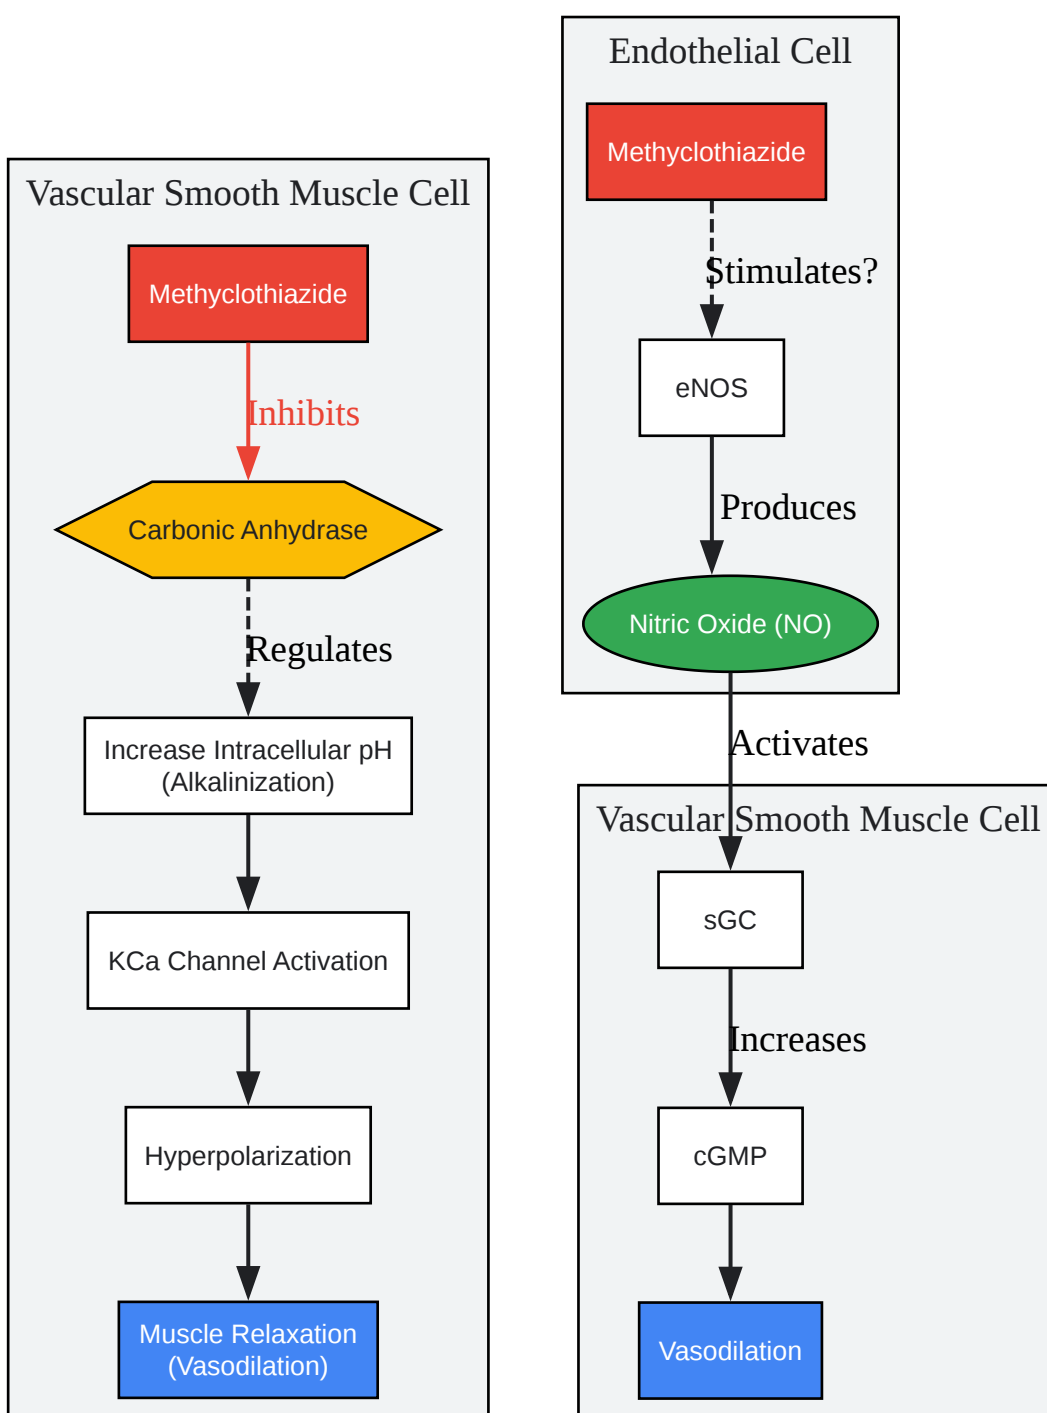 Vascular Smooth Muscle Cell
Methyclothiazide
Inhibits
Carbonic Anhydrase
Regulates
Increase Intracellular pH
(Alkalinization)
KCa Channel Activation
Hyperpolarization
Muscle Relaxation
(Vasodilation)
Endothelial Cell
Methyclothiazide
Stimulates?
eNOS
Produces
Nitric Oxide (NO)
Activates
Vascular Smooth Muscle Cell
sGC
Increases
cGMP
Vasodilation